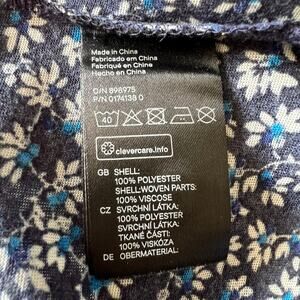 Made in China
Fabricado en China
Fabriqué en Chine
Hecho en China
O/N 898975
P/N 0174138 0
40
clevercare.info
GB SHELL:
100% POLYESTER
SHELL-WOVEN PARTS:
100% VISCOSE
CZ SVRCHNÍ LÁTKA:
100% POLYESTER
SVRCHNÍ LÁTKA:
TKANÉ ČÁSTI:
100% VISKÓZA
DE OBERMATERIAL: